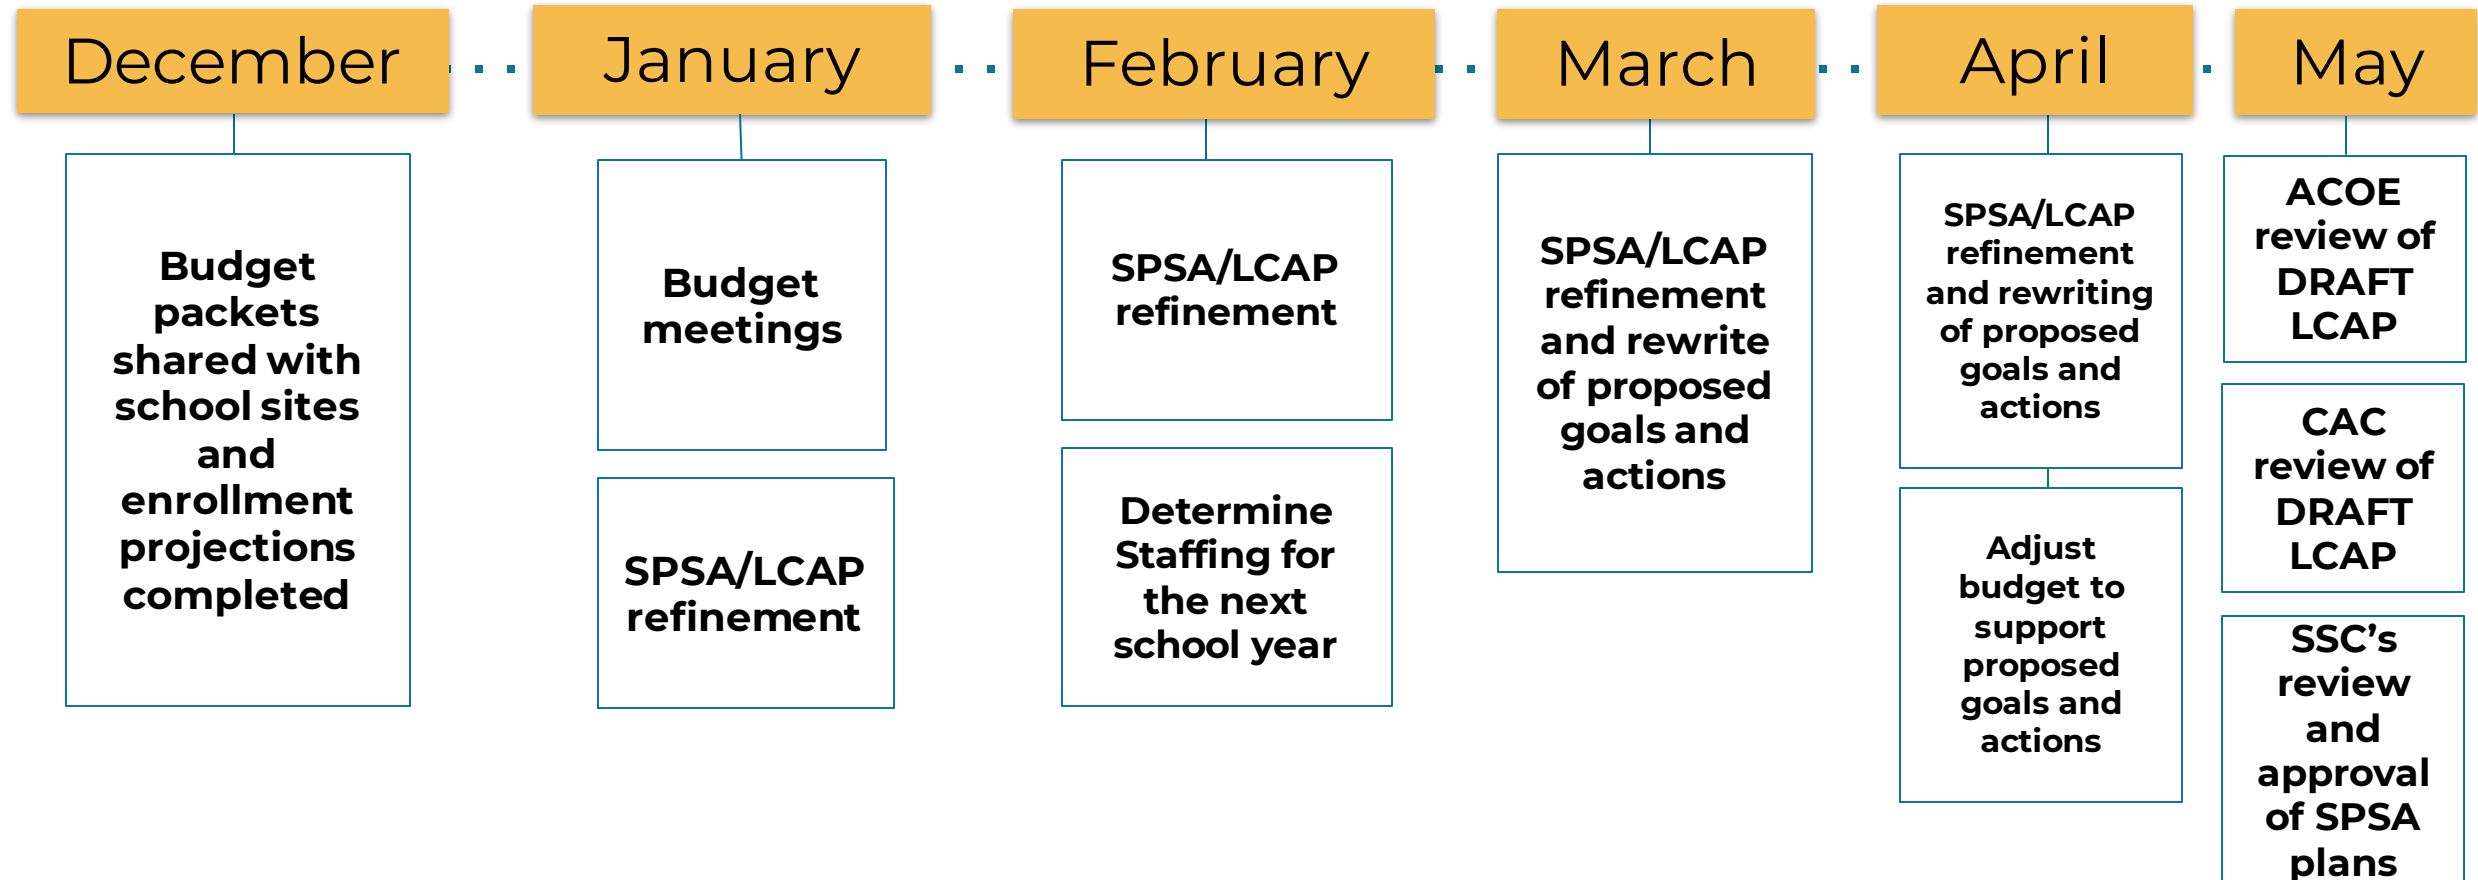 December
January
February
March
April
May
Budget
packets
shared with
school sites
and
enrollment
projections
completed
Budget
meetings
SPSA/LCAP
refinement
SPSA/LCAP
refinement
Determine
Staffing for
the next
school year
SPSA/LCAP
refinement
and rewrite
of proposed
goals and
actions
SPSA/LCAP
refinement
and rewriting
of proposed
goals and
actions
Adjust
budget to
support
proposed
goals and
actions
ACOE
review of
DRAFT
LCAP
CAC
review of
DRAFT
LCAP
SSC’s
review
and
approval
of SPSA
plans